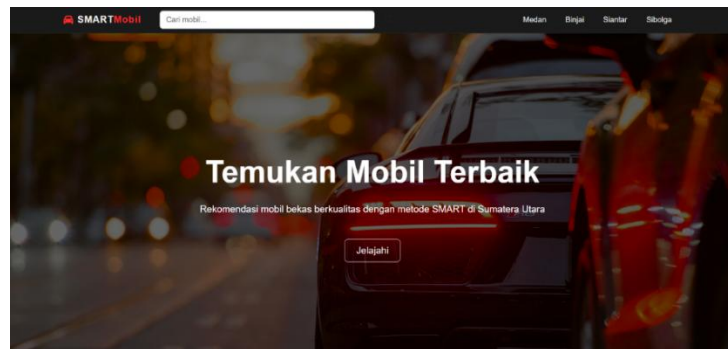 SMARTMobil
Cari mobil...
Medan Binjai Siantar Sibolga
Temukan Mobil Terbaik
Rekomendasi mobil bekas berkualitas dengan metode SMART di Sumatera Utara
Jelajahi